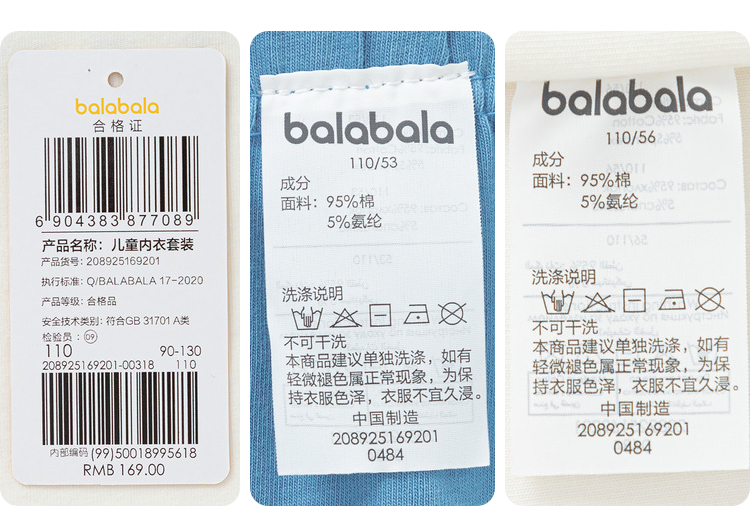 balabala
合格证
6 904383 877089
产品名称: 儿童内衣套装
产品货号: 208925169201
执行标准: Q/BALABALA 17-2020
产品等级: 合格品
安全技术类别: 符合GB 31701 A类
检验员: 09
110 90-130
208925169201-00318 110
内部编码 (99)50018995618
RMB 169.00
balabala
110/53
成分
面料: 95%棉
5%氨纶
洗涤说明
不可干洗
本商品建议单独洗涤，如有
轻微褪色属正常现象，为保
持衣服色泽，衣服不宜久浸。
中国制造
208925169201
0484
balabala
110/56
成分
面料: 95%棉
5%氨纶
洗涤说明
不可干洗
本商品建议单独洗涤，如有
轻微褪色属正常现象，为保
持衣服色泽，衣服不宜久浸。
中国制造
208925169201
0484